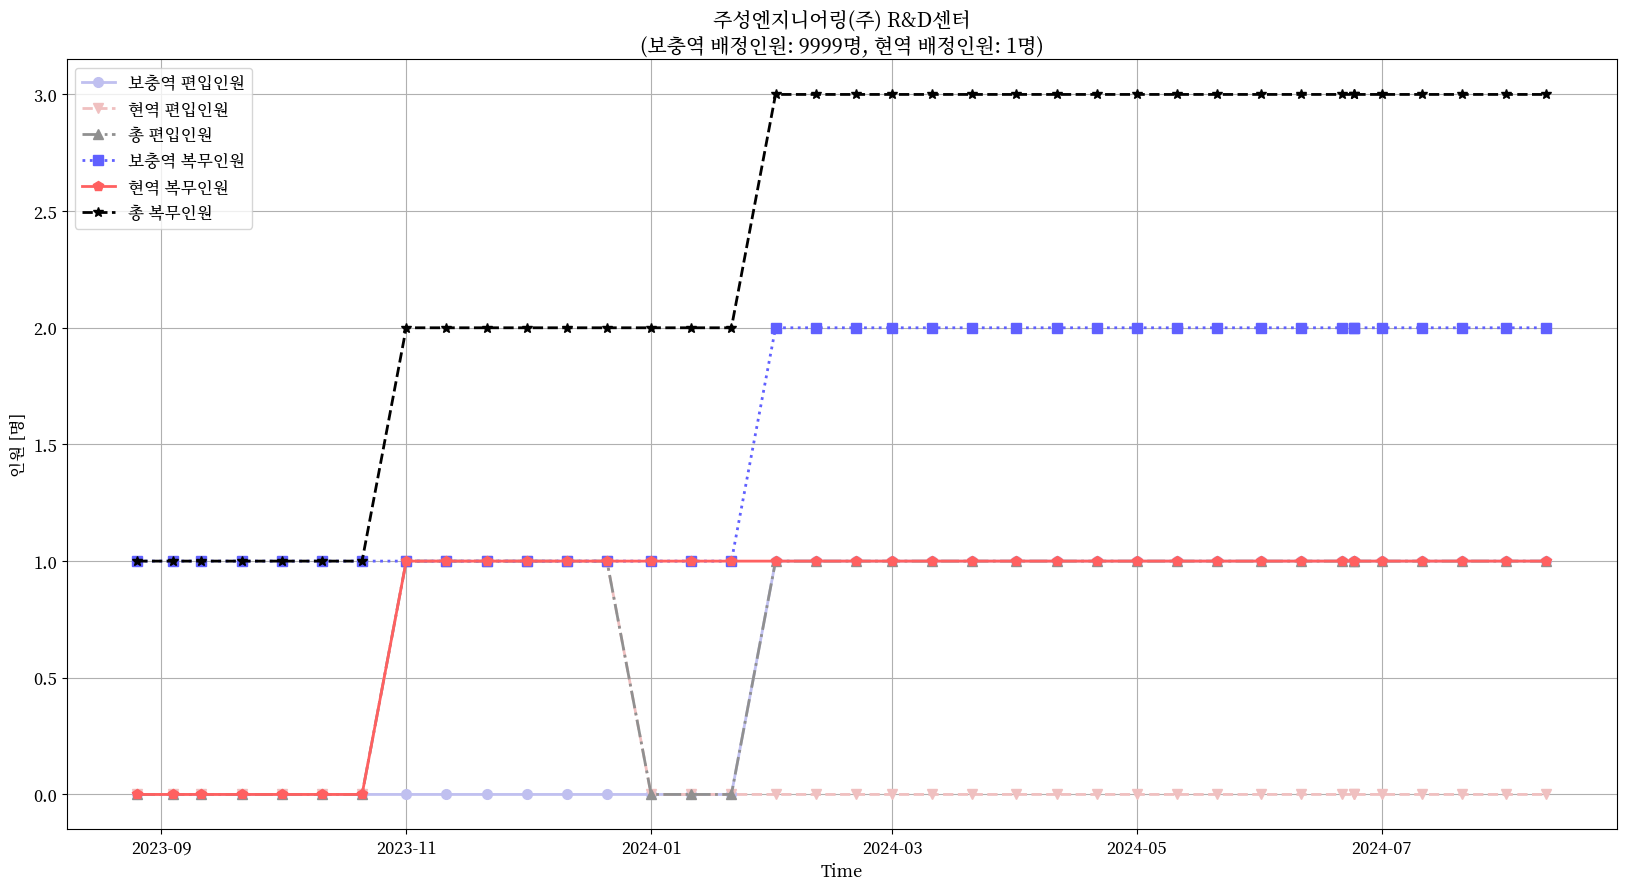 주성엔지니어링(주) R&D센터
(보충역 배정인원: 9999명, 현역 배정인원: 1명)
보충역 편입인원
현역 편입인원
총 편입인원
보충역 복무인원
현역 복무인원
총 복무인원
3.0
2.5
2.0
1.5
1.0
0.5
0.0
인원 [명]
2023-09
2023-11
2024-01
2024-03
2024-05
2024-07
Time